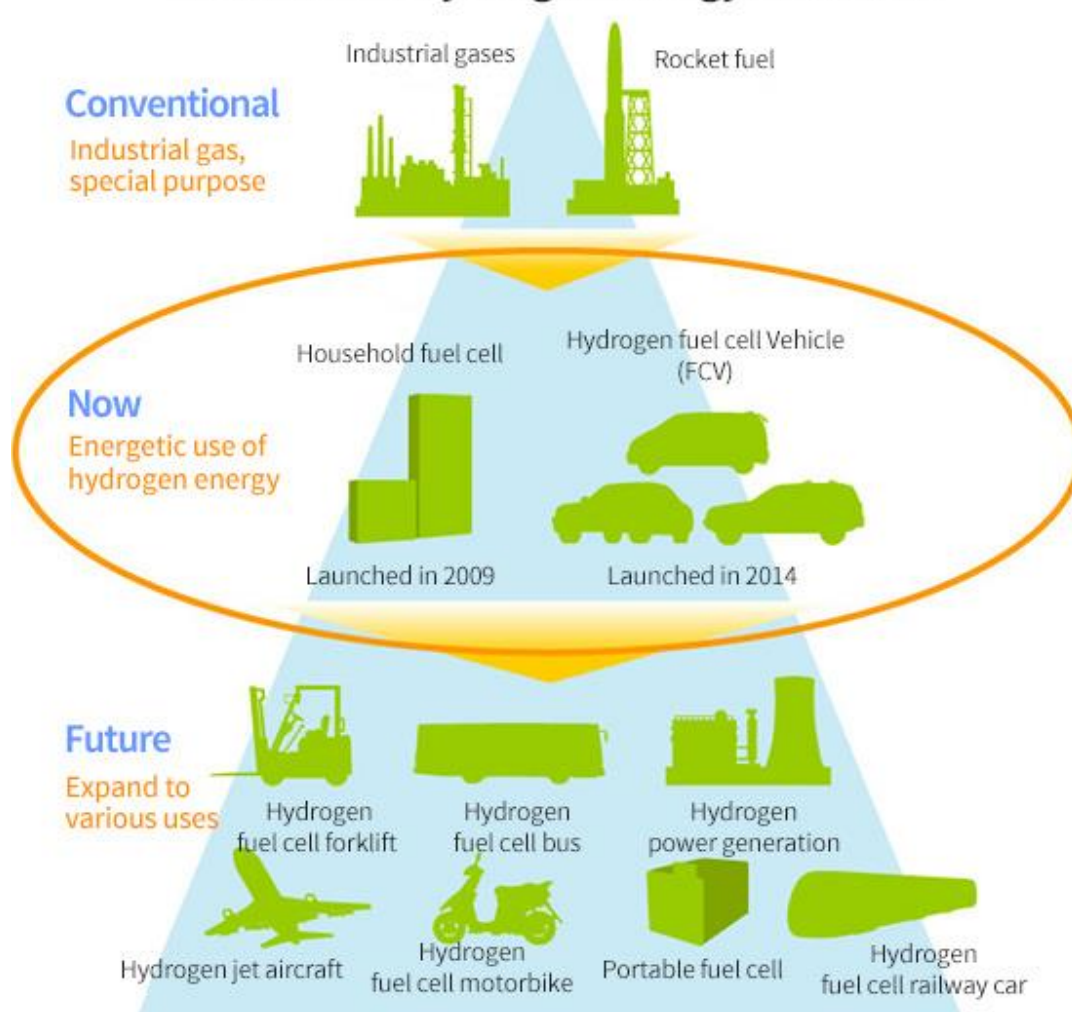 Industrial gases
Rocket fuel
Conventional
Industrial gas,
special purpose
Household fuel cell
Hydrogen fuel cell Vehicle
(FCV)
Now
Energetic use of
hydrogen energy
Launched in 2009
Launched in 2014
Future
Expand to
various uses
Hydrogen
fuel cell forklift
Hydrogen
fuel cell bus
Hydrogen
power generation
Hydrogen jet aircraft
Hydrogen
fuel cell motorbike
Portable fuel cell
Hydrogen
fuel cell railway car